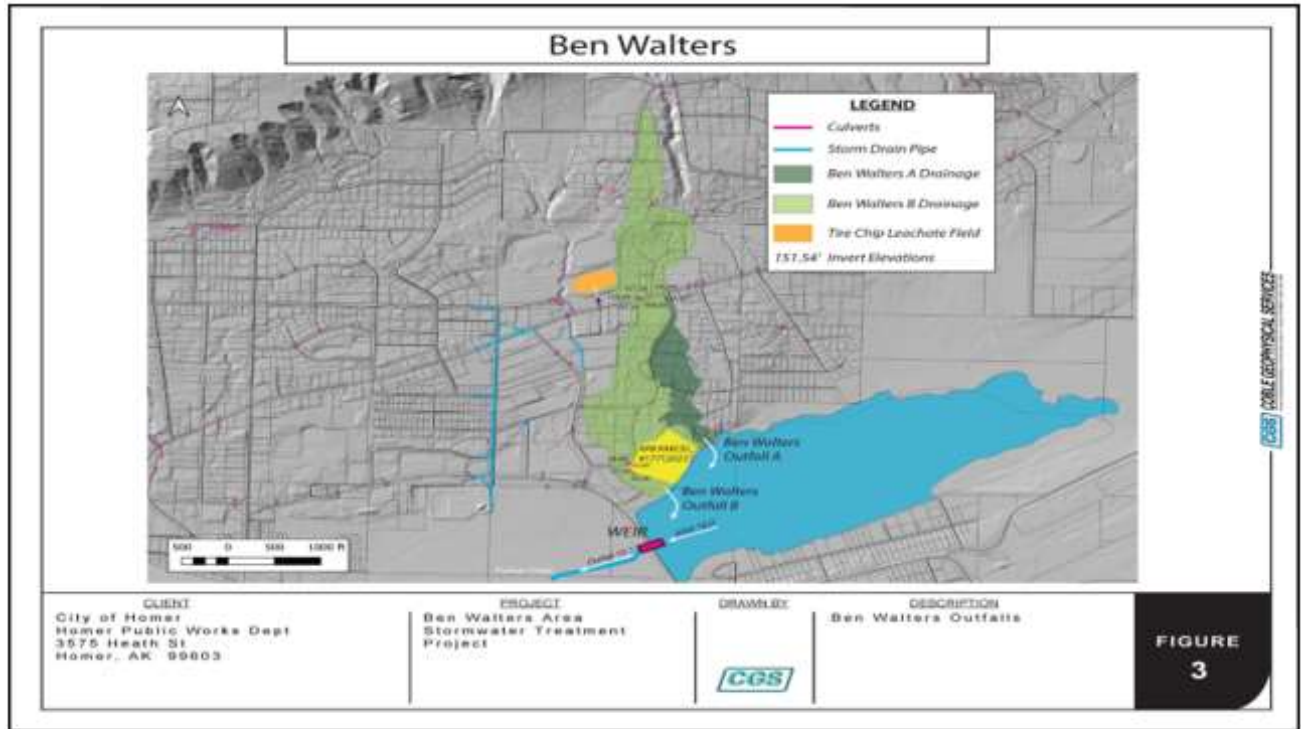 Ben Walters
LEGEND
Culverts
Storm Drain Pipe
Ben Walters A Drainage
Ben Walters B Drainage
Tire Chip Leachate Field
151.54' Invert Elevations
Ben Walters
Outfall A
Ben Walters
Outfall B
WEIR
500 0 500 1000 ft
CGS COBLE GEOPHYSICAL SERVICES
CLIENT
City of Homer
Homer Public Works Dept
3575 Heath St
Homer, AK 99603
PROJECT
Ben Walters Area
Stormwater Treatment
Project
DRAWN BY
CGS
DESCRIPTION
Ben Walters Outfalls
FIGURE
3